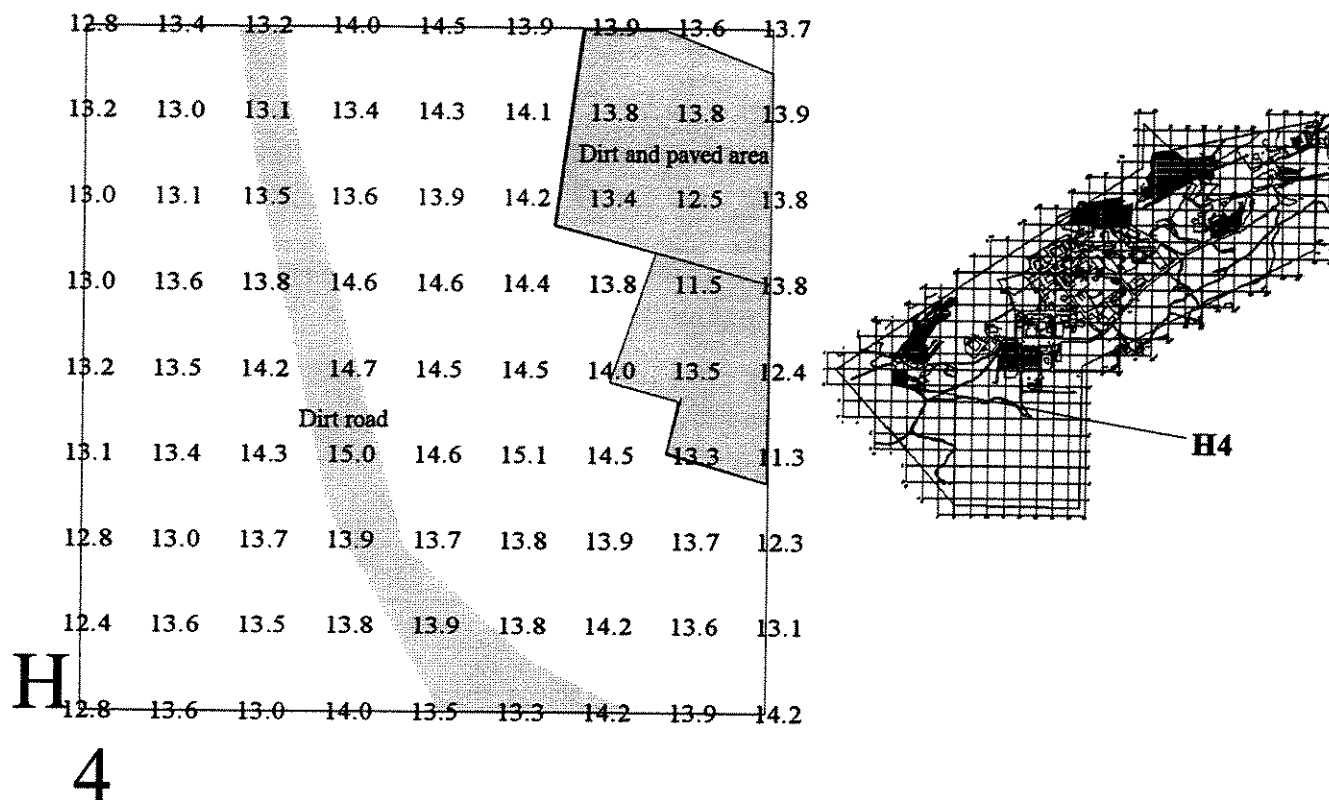 12.8 13.4 13.2 14.0 14.5 13.9 13.9 13.6 13.7
13.2 13.0 13.1 13.4 14.3 14.1 13.8 13.8 13.9
Dirt and paved area
13.0 13.1 13.5 13.6 13.9 14.2 13.4 12.5 13.8
13.0 13.6 13.8 14.6 14.6 14.4 13.8 11.5 13.8
13.2 13.5 14.2 14.7 14.5 14.5 14.0 13.5 12.4
Dirt road
13.1 13.4 14.3 15.0 14.6 15.1 14.5 13.3 11.3
12.8 13.0 13.7 13.9 13.7 13.8 13.9 13.7 12.3
12.4 13.6 13.5 13.8 13.9 13.8 14.2 13.6 13.1
H
12.8 13.6 13.0 14.0 13.5 13.3 14.2 13.9 14.2
4
H4